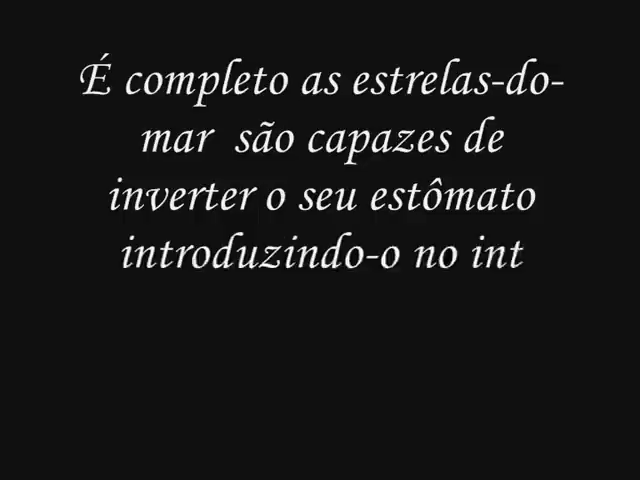 É completo as estrelas-do-
mar  são capazes de
inverter o seu estômato
introduzindo-o no int